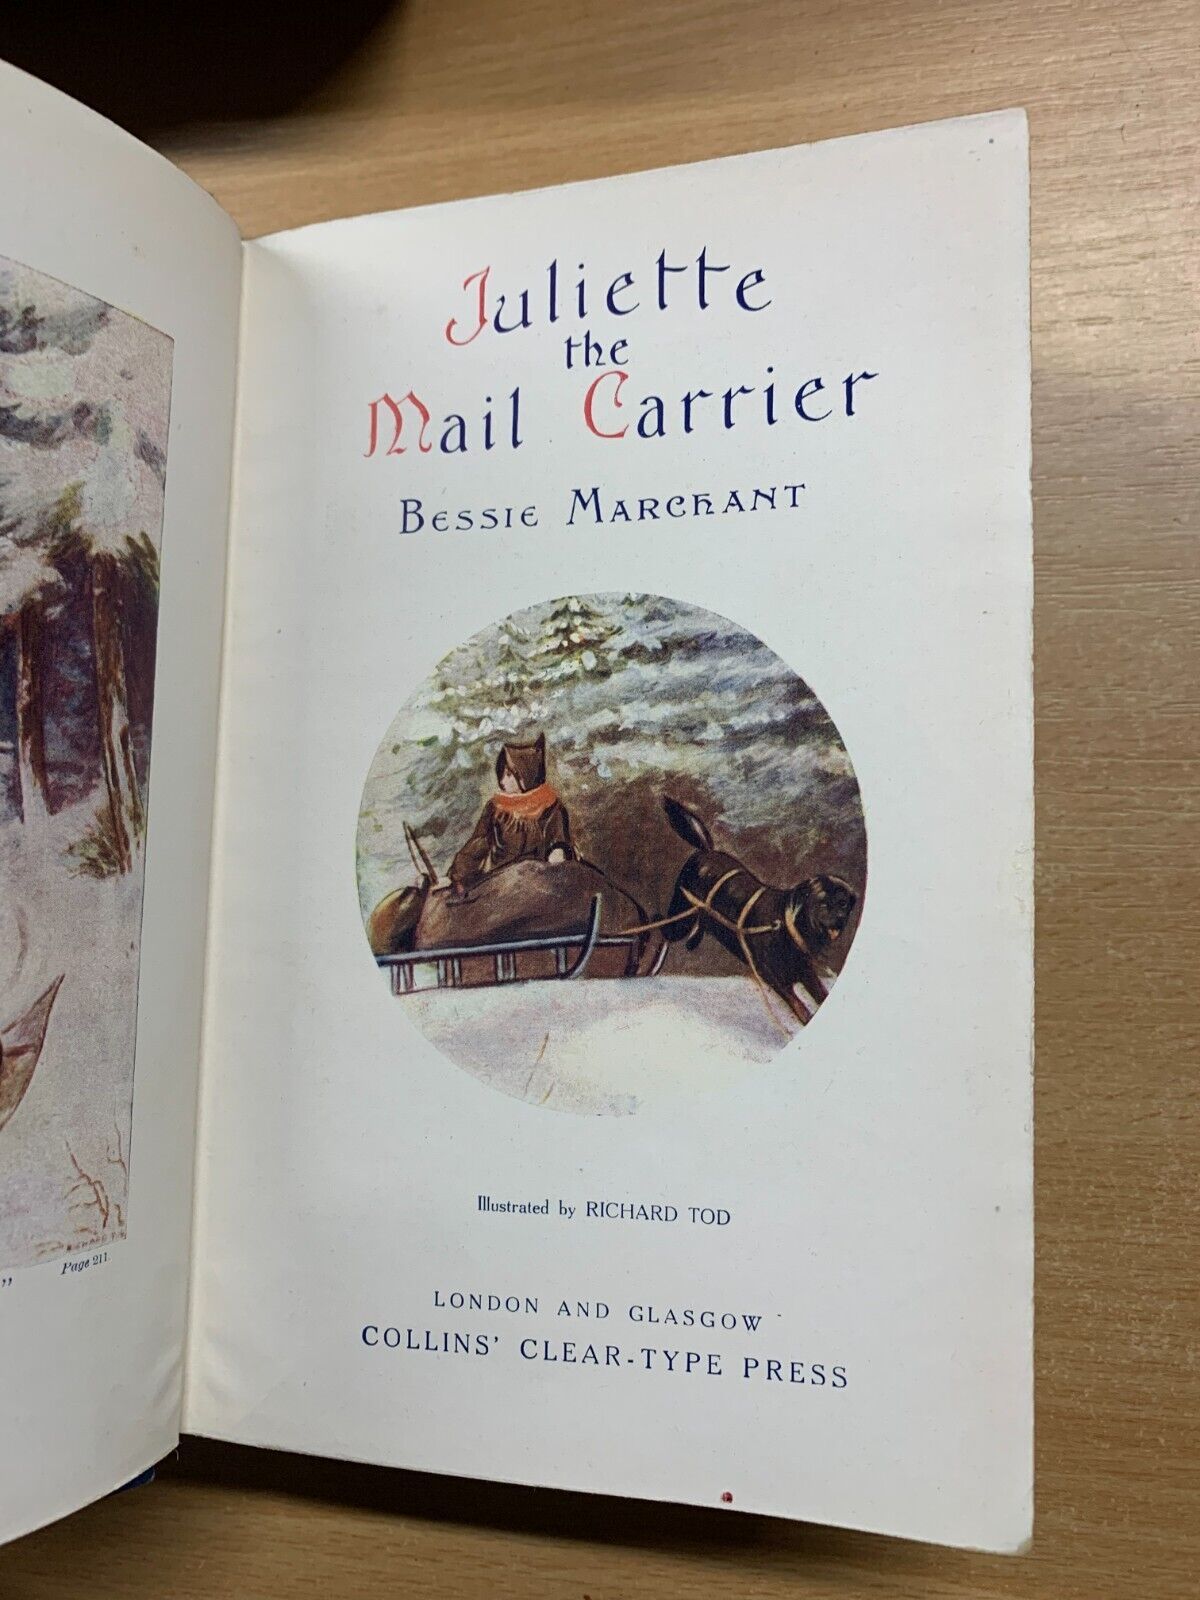 Juliette
the
Mail Carrier
BESSIE MARCHANT
Illustrated by RICHARD TOD
LONDON AND GLASGOW
COLLINS' CLEAR-TYPE PRESS
" Page 211.